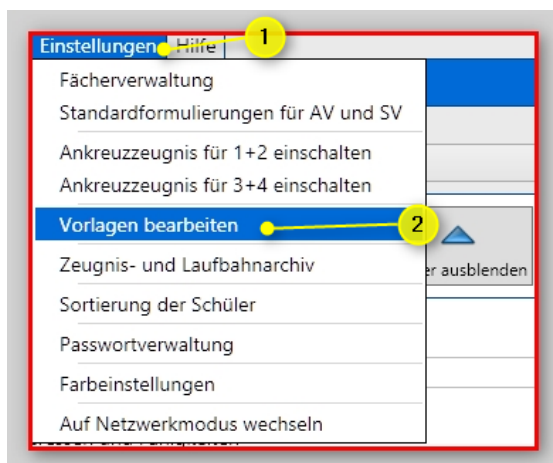 Einstellungen Hilfe 1
Fächerverwaltung
Standardformulierungen für AV und SV
Ankreuzzeugnis für 1+2 einschalten
Ankreuzzeugnis für 3+4 einschalten
Vorlagen bearbeiten 2
Zeugnis- und Laufbahnarchiv
er ausblenden
Sortierung der Schüler
Passwortverwaltung
Farbeinstellungen
Auf Netzwerkmodus wechseln